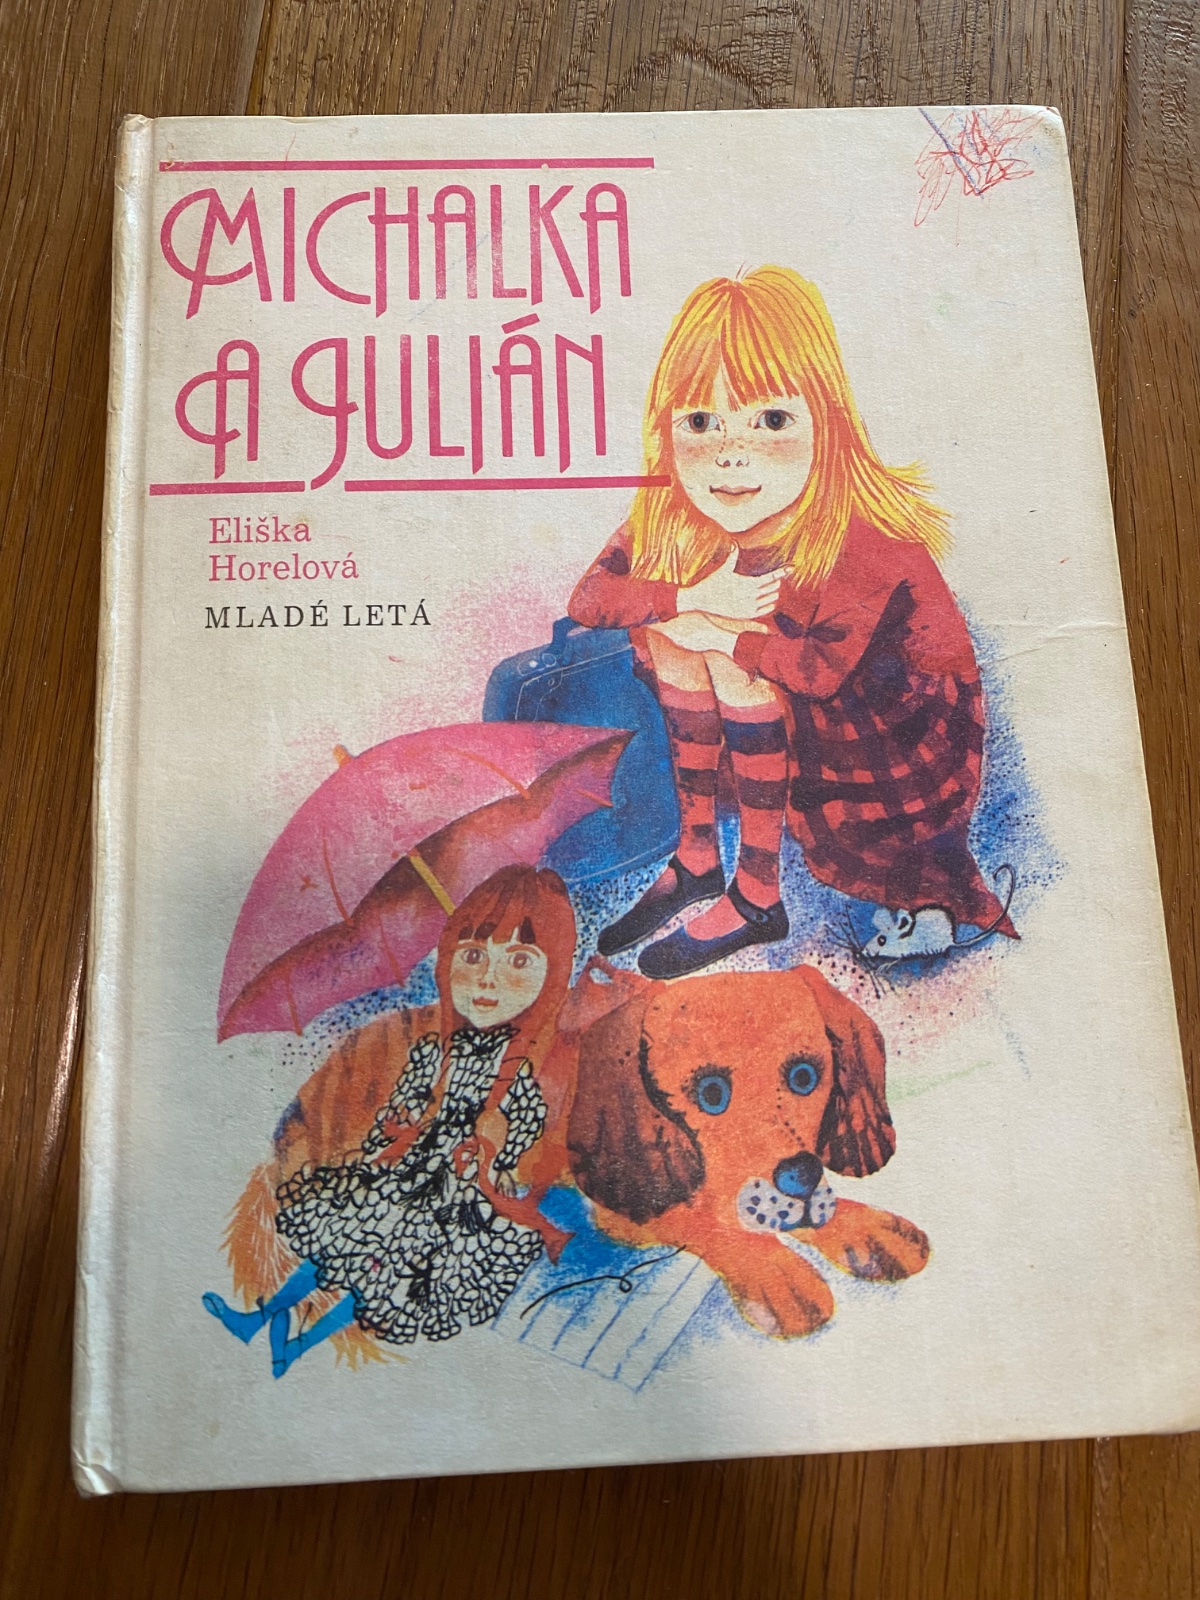 MICHALKA
A JULIÁN
Eliška
Horelová
MLADÉ LETÁ